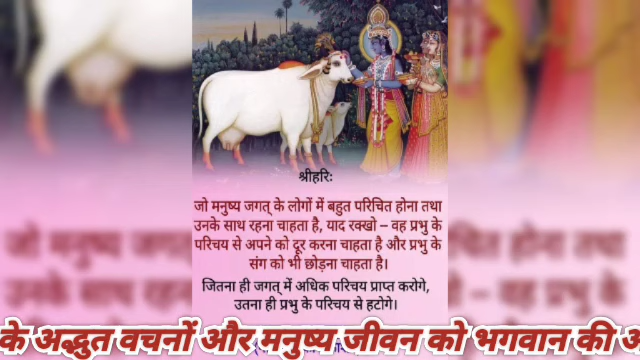 श्रीहरिः
जो मनुष्य जगत् के लोगों में बहुत परिचित होना तथा
उनके साथ रहना चाहता है, याद रक्खो – वह प्रभु के
परिचय से अपने को दूर करना चाहता है और प्रभु के
संग को भी छोड़ना चाहता है।
जितना ही जगत् में अधिक परिचय प्राप्त करोगे,
उतना ही प्रभु के परिचय से हटोगे।
के अद्भुत वचनों और मनुष्य जीवन को भगवान की